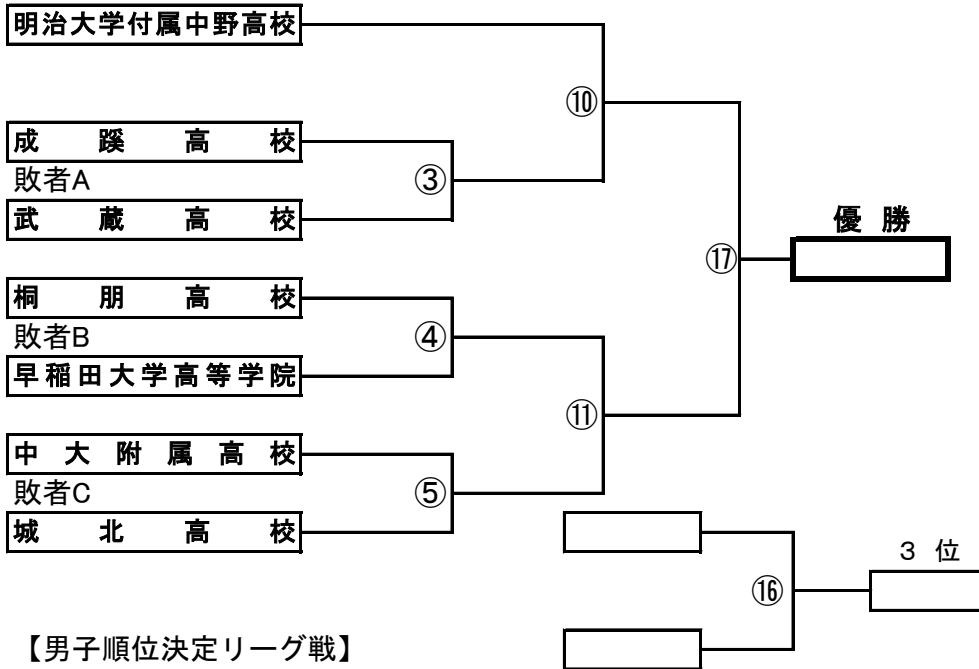 明治大学付属中野高校
⑩
成蹊高校
敗者A
③
武蔵高校
優勝
⑰
桐朋高校
敗者B
④
早稲田大学高等学院
⑪
中大附属高校
敗者C
⑤
城北高校
3位
⑯
【男子順位決定リーグ戦】